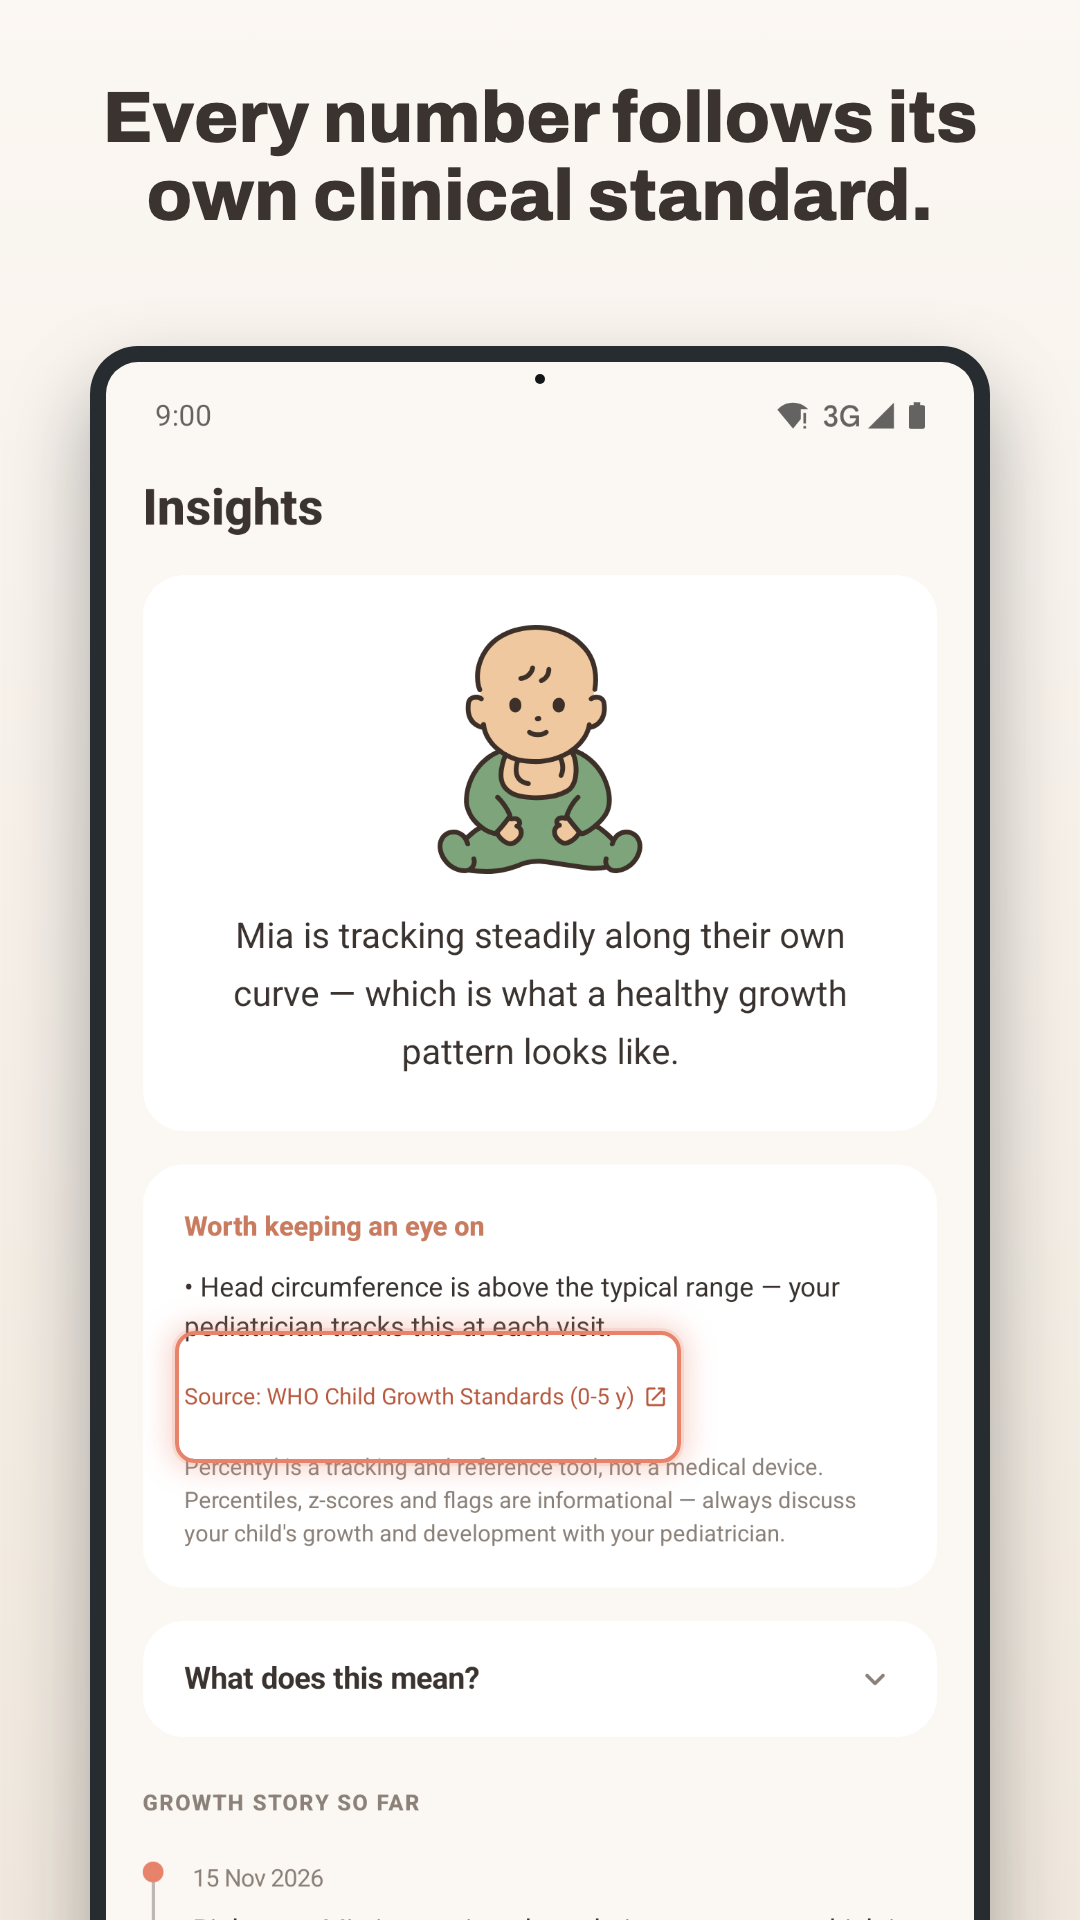 Every number follows its
own clinical standard.
9:00
3G
Insights
Mia is tracking steadily along their own
curve — which is what a healthy growth
pattern looks like.
Worth keeping an eye on
• Head circumference is above the typical range — your
pediatrician tracks this at each visit.
Source: WHO Child Growth Standards (0-5 y)
Percentyl is a tracking and reference tool, not a medical device.
Percentiles, z-scores and flags are informational — always discuss
your child's growth and development with your pediatrician.
What does this mean?
GROWTH STORY SO FAR
15 Nov 2026